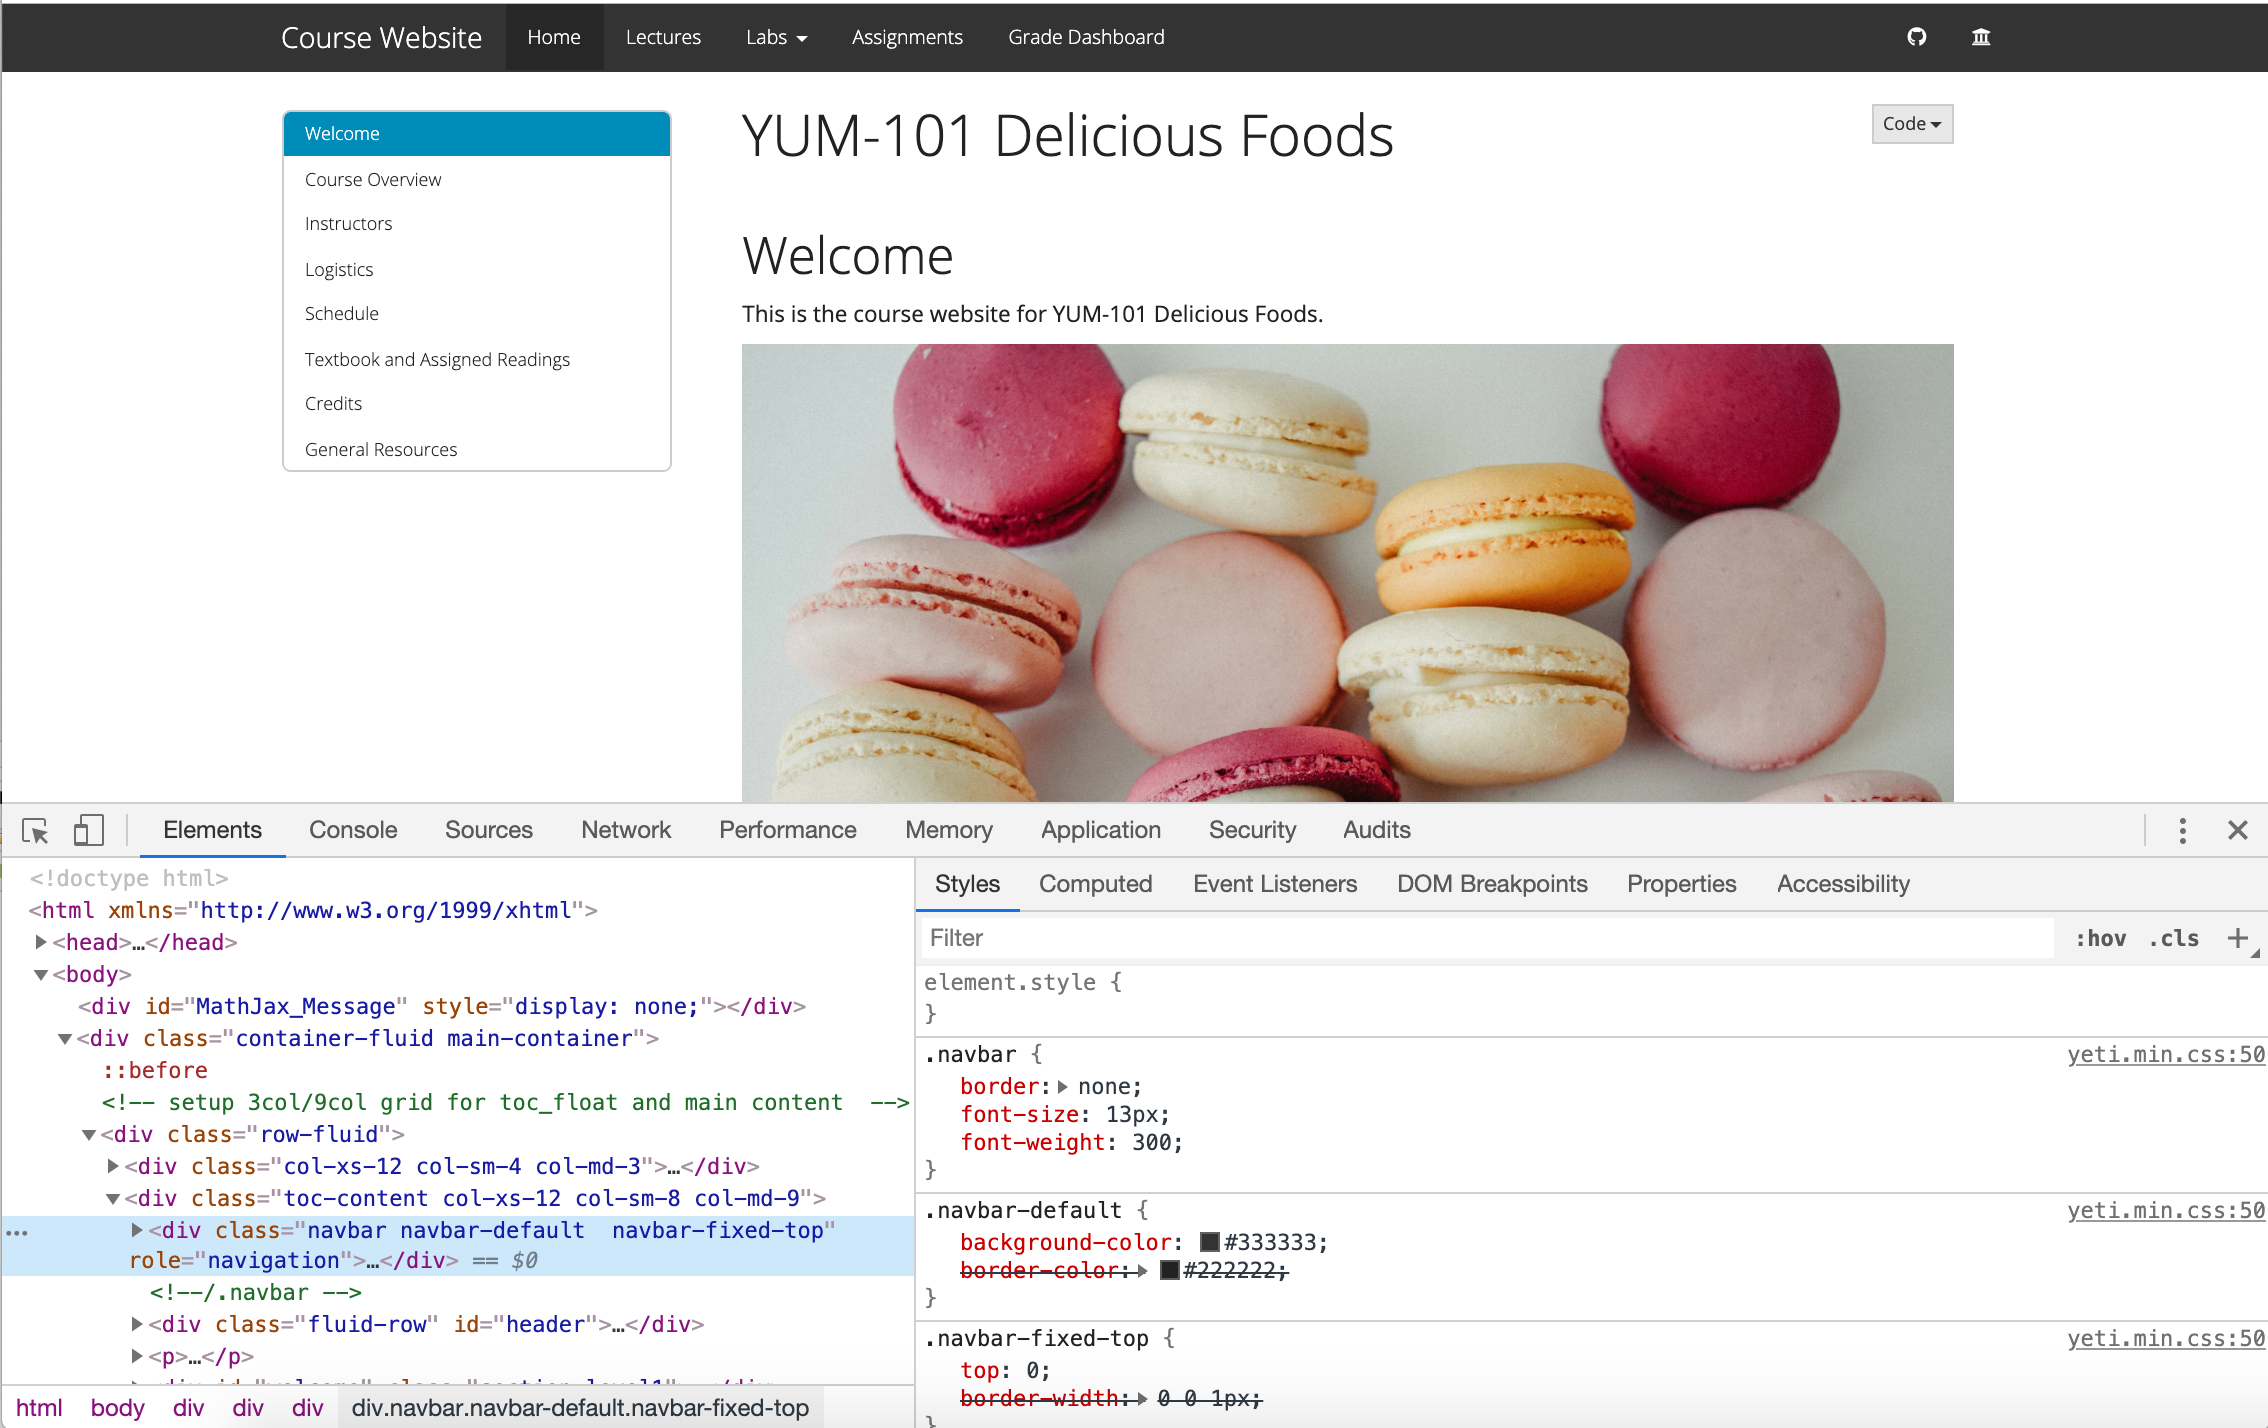 Course Website Home Lectures Labs Assignments Grade Dashboard
Welcome
Course Overview
Instructors
Logistics
Schedule
Textbook and Assigned Readings
Credits
General Resources
YUM-101 Delicious Foods
Code
Welcome
This is the course website for YUM-101 Delicious Foods.
Elements Console Sources Network Performance Memory Application Security Audits
<!doctype html>
<html xmlns="http://www.w3.org/1999/xhtml">
<head>…</head>
<body>
<div id="MathJax_Message" style="display: none;"></div>
<div class="container-fluid main-container">
::before
<!-- setup 3col/9col grid for toc_float and main content  -->
<div class="row-fluid">
<div class="col-xs-12 col-sm-4 col-md-3">…</div>
<div class="toc-content col-xs-12 col-sm-8 col-md-9">
… <div class="navbar navbar-default  navbar-fixed-top"
role="navigation">…</div> == $0
<!--/.navbar -->
<div class="fluid-row" id="header">…</div>
<p>…</p>
html body div div div div.navbar.navbar-default.navbar-fixed-top
Styles Computed Event Listeners DOM Breakpoints Properties Accessibility
Filter :hov .cls +
element.style {
}
.navbar { yeti.min.css:50
border: none;
font-size: 13px;
font-weight: 300;
}
.navbar-default { yeti.min.css:50
background-color: #333333;
border-color: #222222;
}
.navbar-fixed-top { yeti.min.css:50
top: 0;
border-width: 0 0 1px;
}